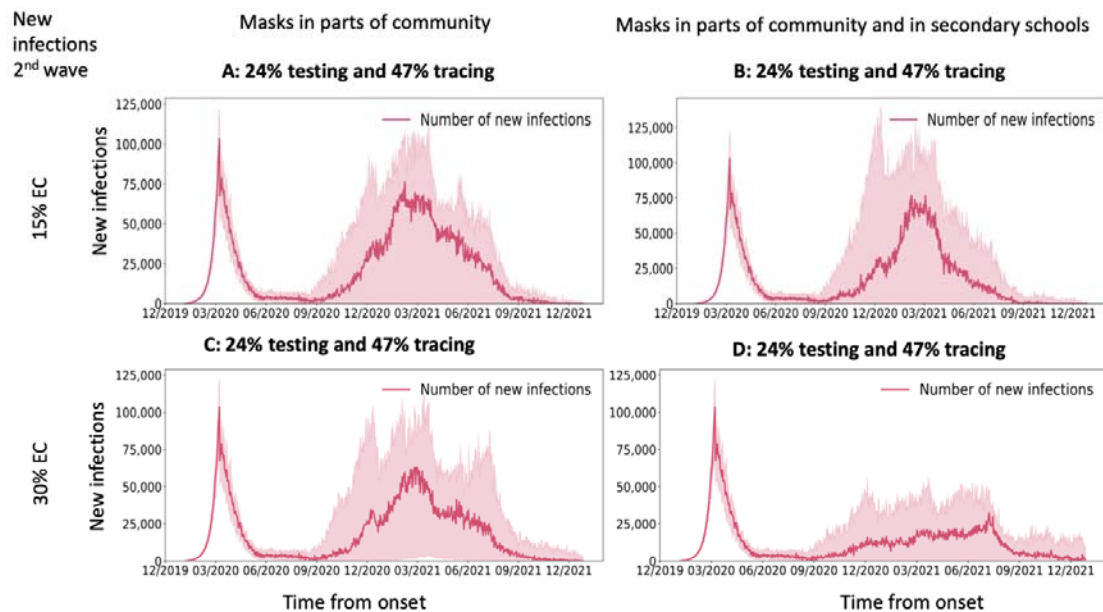 New
infections
2nd wave
Masks in parts of community
Masks in parts of community and in secondary schools
A: 24% testing and 47% tracing
B: 24% testing and 47% tracing
15% EC
New infections
125,000
100,000
75,000
50,000
25,000
0
Number of new infections
12/2019 03/2020 06/2020 09/2020 12/2020 03/2021 06/2021 09/2021 12/2021
125,000
100,000
75,000
50,000
25,000
0
Number of new infections
12/2019 03/2020 06/2020 09/2020 12/2020 03/2021 06/2021 09/2021 12/2021
C: 24% testing and 47% tracing
D: 24% testing and 47% tracing
30% EC
New infections
125,000
100,000
75,000
50,000
25,000
0
Number of new infections
12/2019 03/2020 06/2020 09/2020 12/2020 03/2021 06/2021 09/2021 12/2021
125,000
100,000
75,000
50,000
25,000
0
Number of new infections
12/2019 03/2020 06/2020 09/2020 12/2020 03/2021 06/2021 09/2021 12/2021
Time from onset
Time from onset